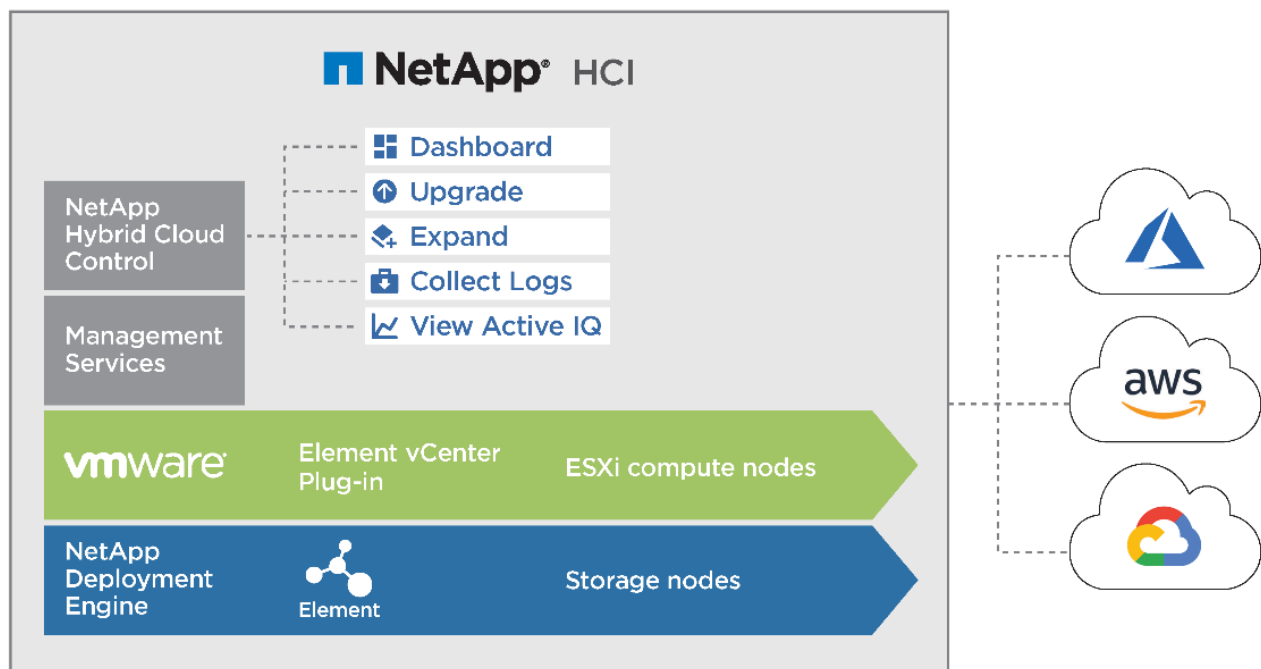 NetApp® HCI
Dashboard
Upgrade
Expand
Collect Logs
View Active IQ
NetApp
Hybrid Cloud
Control
Management
Services
vmware®
Element vCenter
Plug-in
ESXi compute nodes
NetApp
Deployment
Engine
Element
Storage nodes
aws